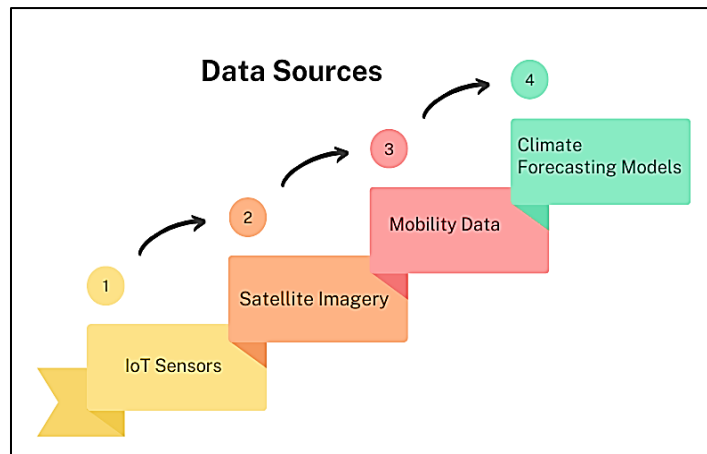 Data Sources
1
IoT Sensors
2
Satellite Imagery
3
Mobility Data
4
Climate
Forecasting Models